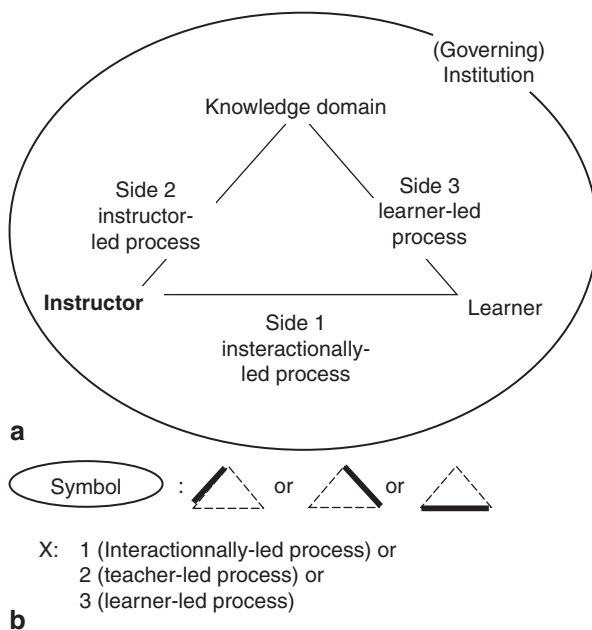 (Governing)
Institution
Knowledge domain
Side 2
instructor-
led process
Side 3
learner-led
process
Instructor
Learner
Side 1
insteractionally-
led process
a
Symbol : or or
X: 1 (Interactionnally-led process) or
2 (teacher-led process) or
3 (learner-led process)
b